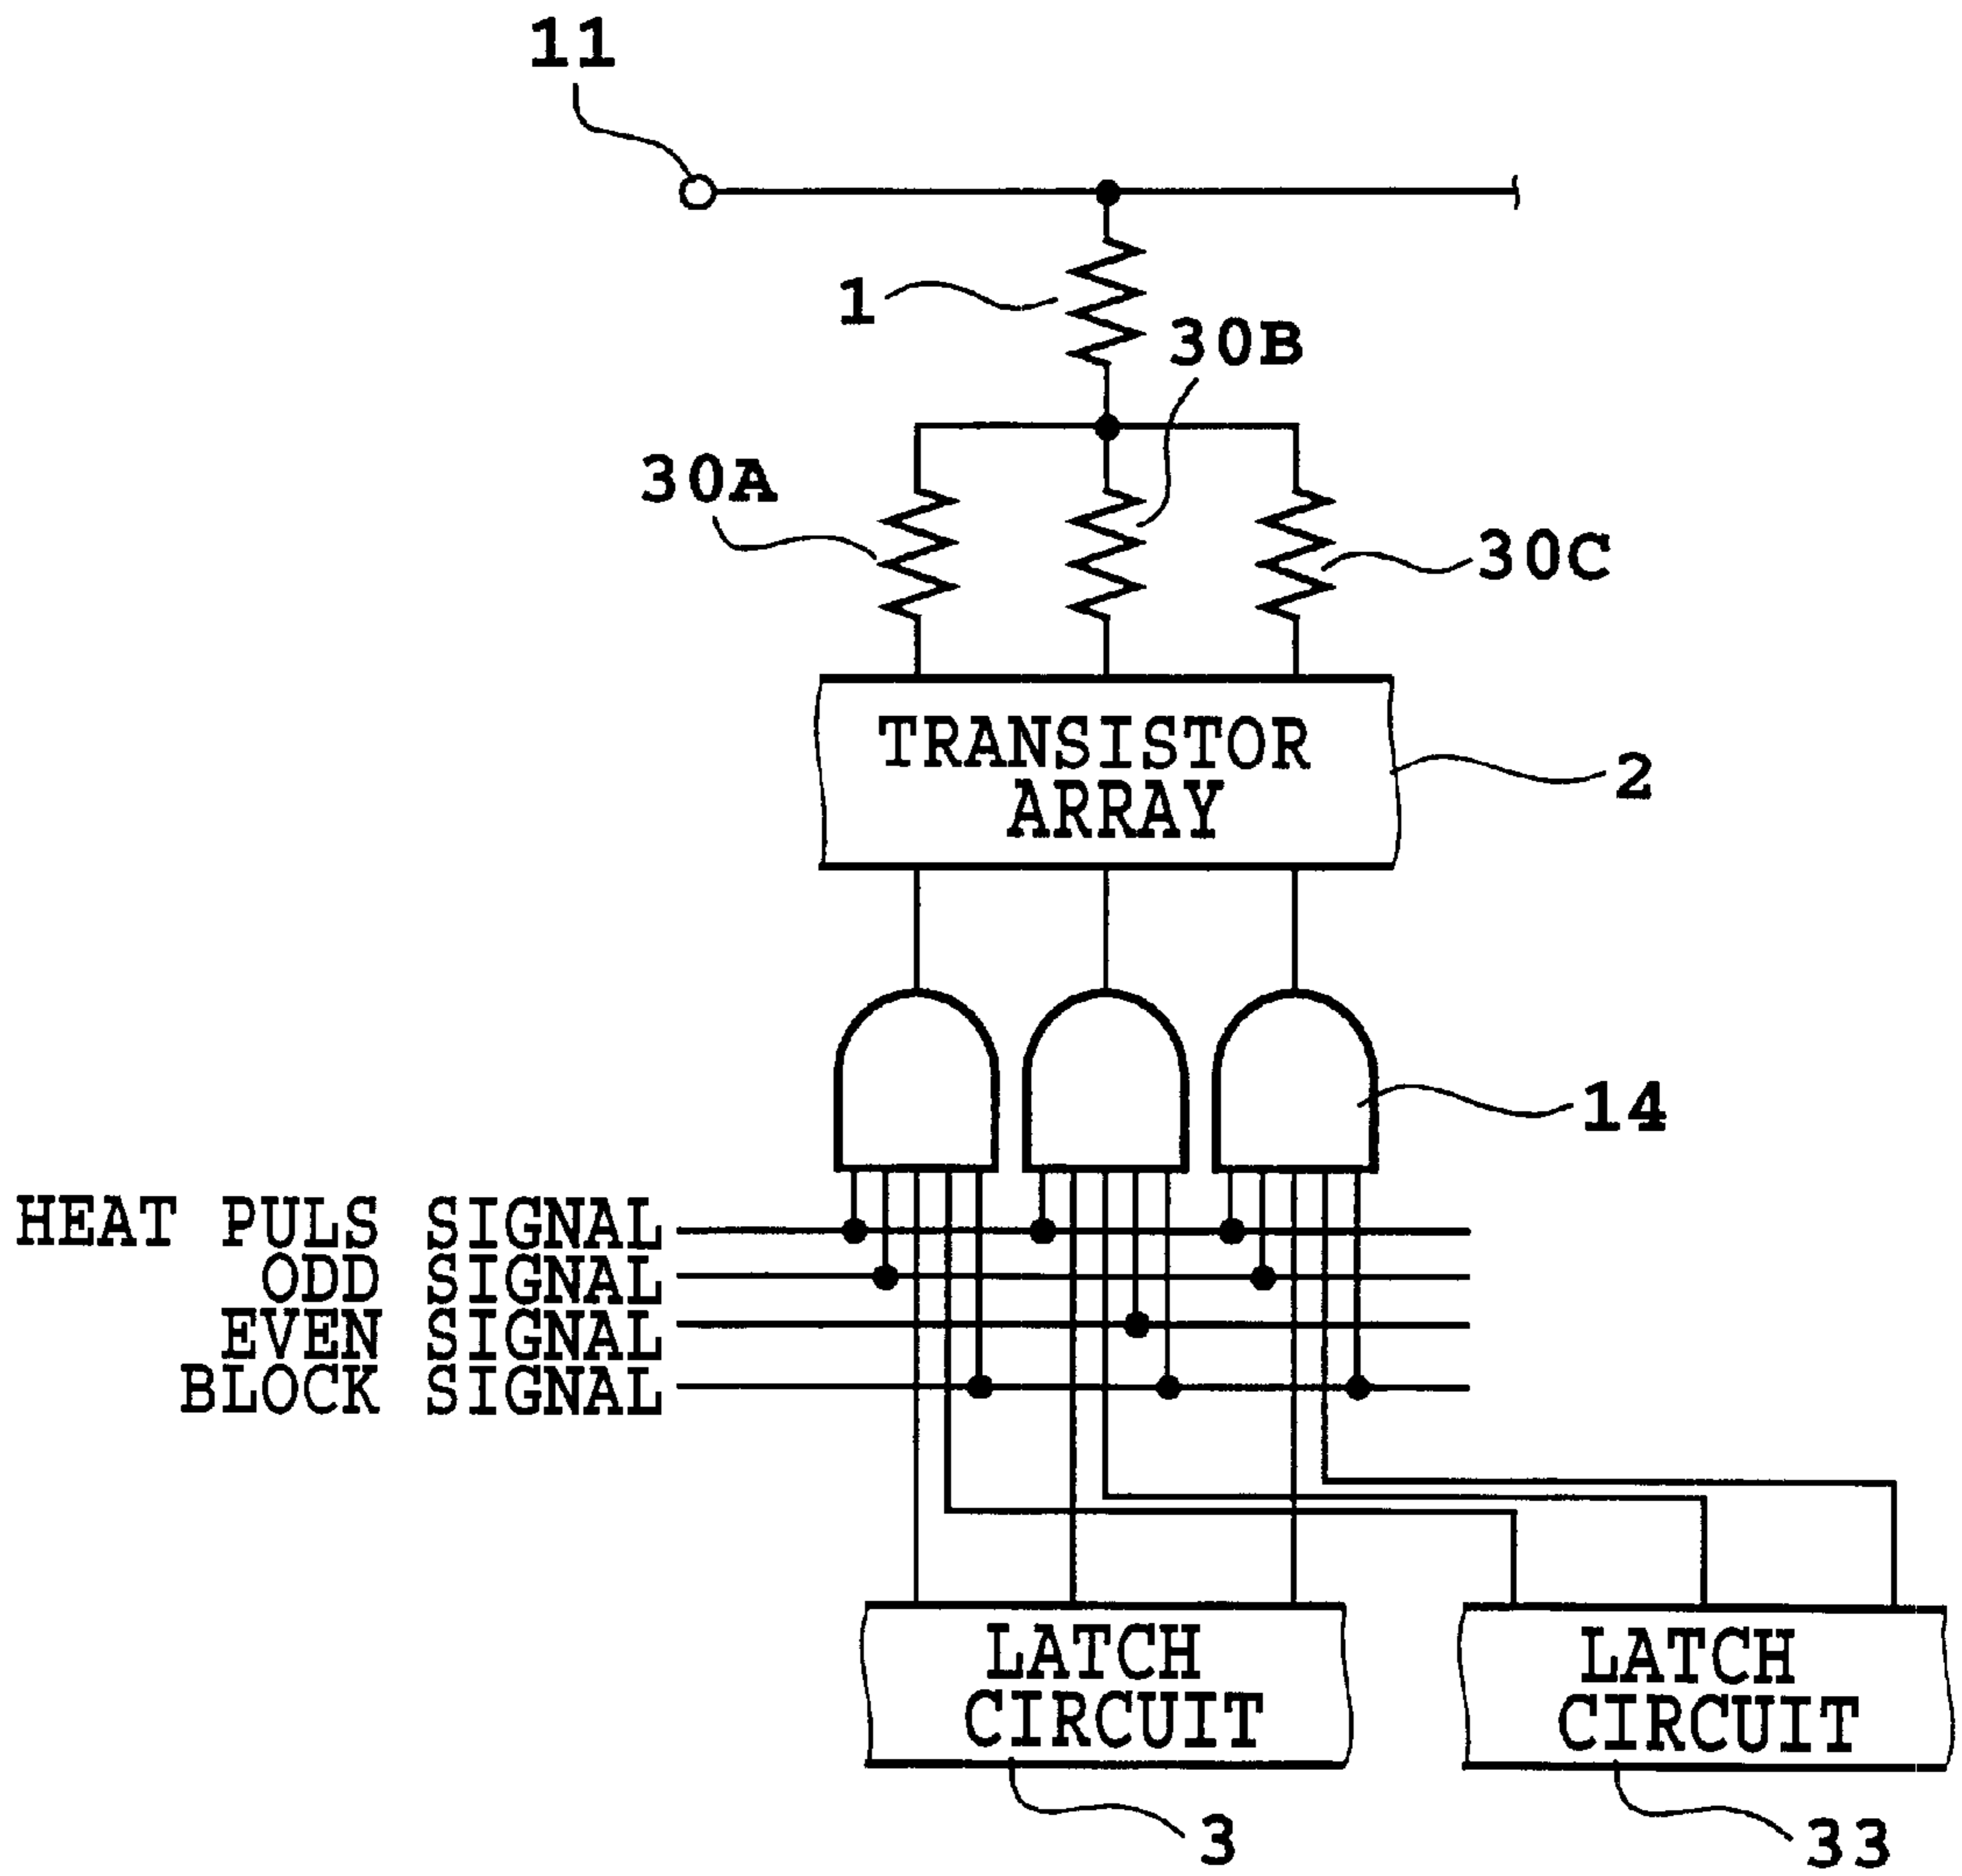 11
1
30B
30A
30C
TRANSISTOR
ARRAY
2
14
HEAT PULS SIGNAL
ODD SIGNAL
EVEN SIGNAL
BLOCK SIGNAL
LATCH
CIRCUIT
LATCH
CIRCUIT
3
33